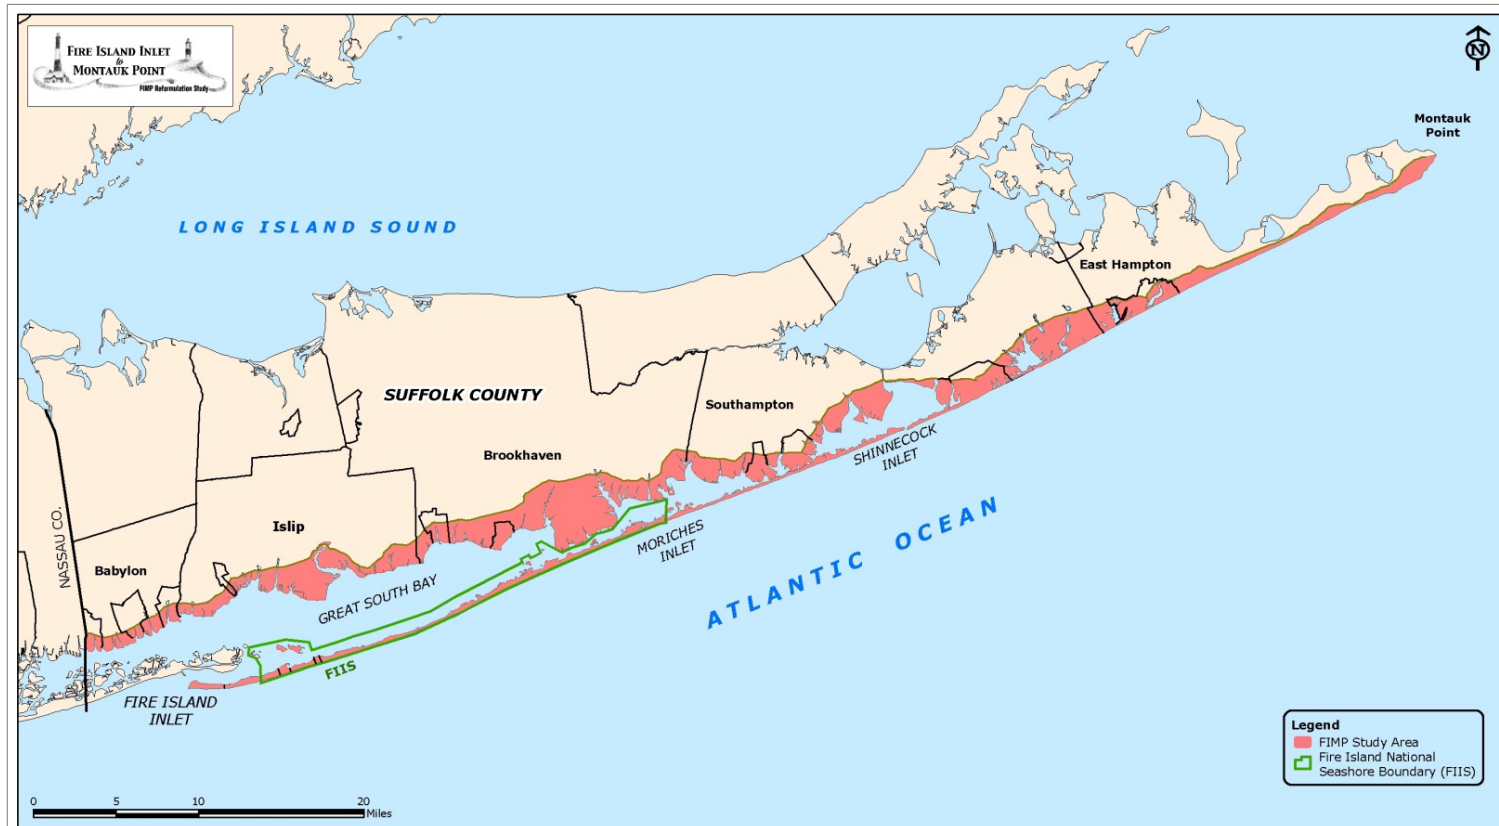 FIRE ISLAND INLET
to
MONTAUK POINT
FIMP Reformulation Study
N
Montauk
Point
LONG ISLAND SOUND
East Hampton
SUFFOLK COUNTY
Southampton
Brookhaven
SHINNECOCK
INLET
NASSAU CO.
Islip
MORICHES
INLET
ATLANTIC OCEAN
Babylon
GREAT SOUTH BAY
FIIS
FIRE ISLAND
INLET
Legend
FIMP Study Area
Fire Island National
Seashore Boundary (FIIS)
0 5 10 20
Miles